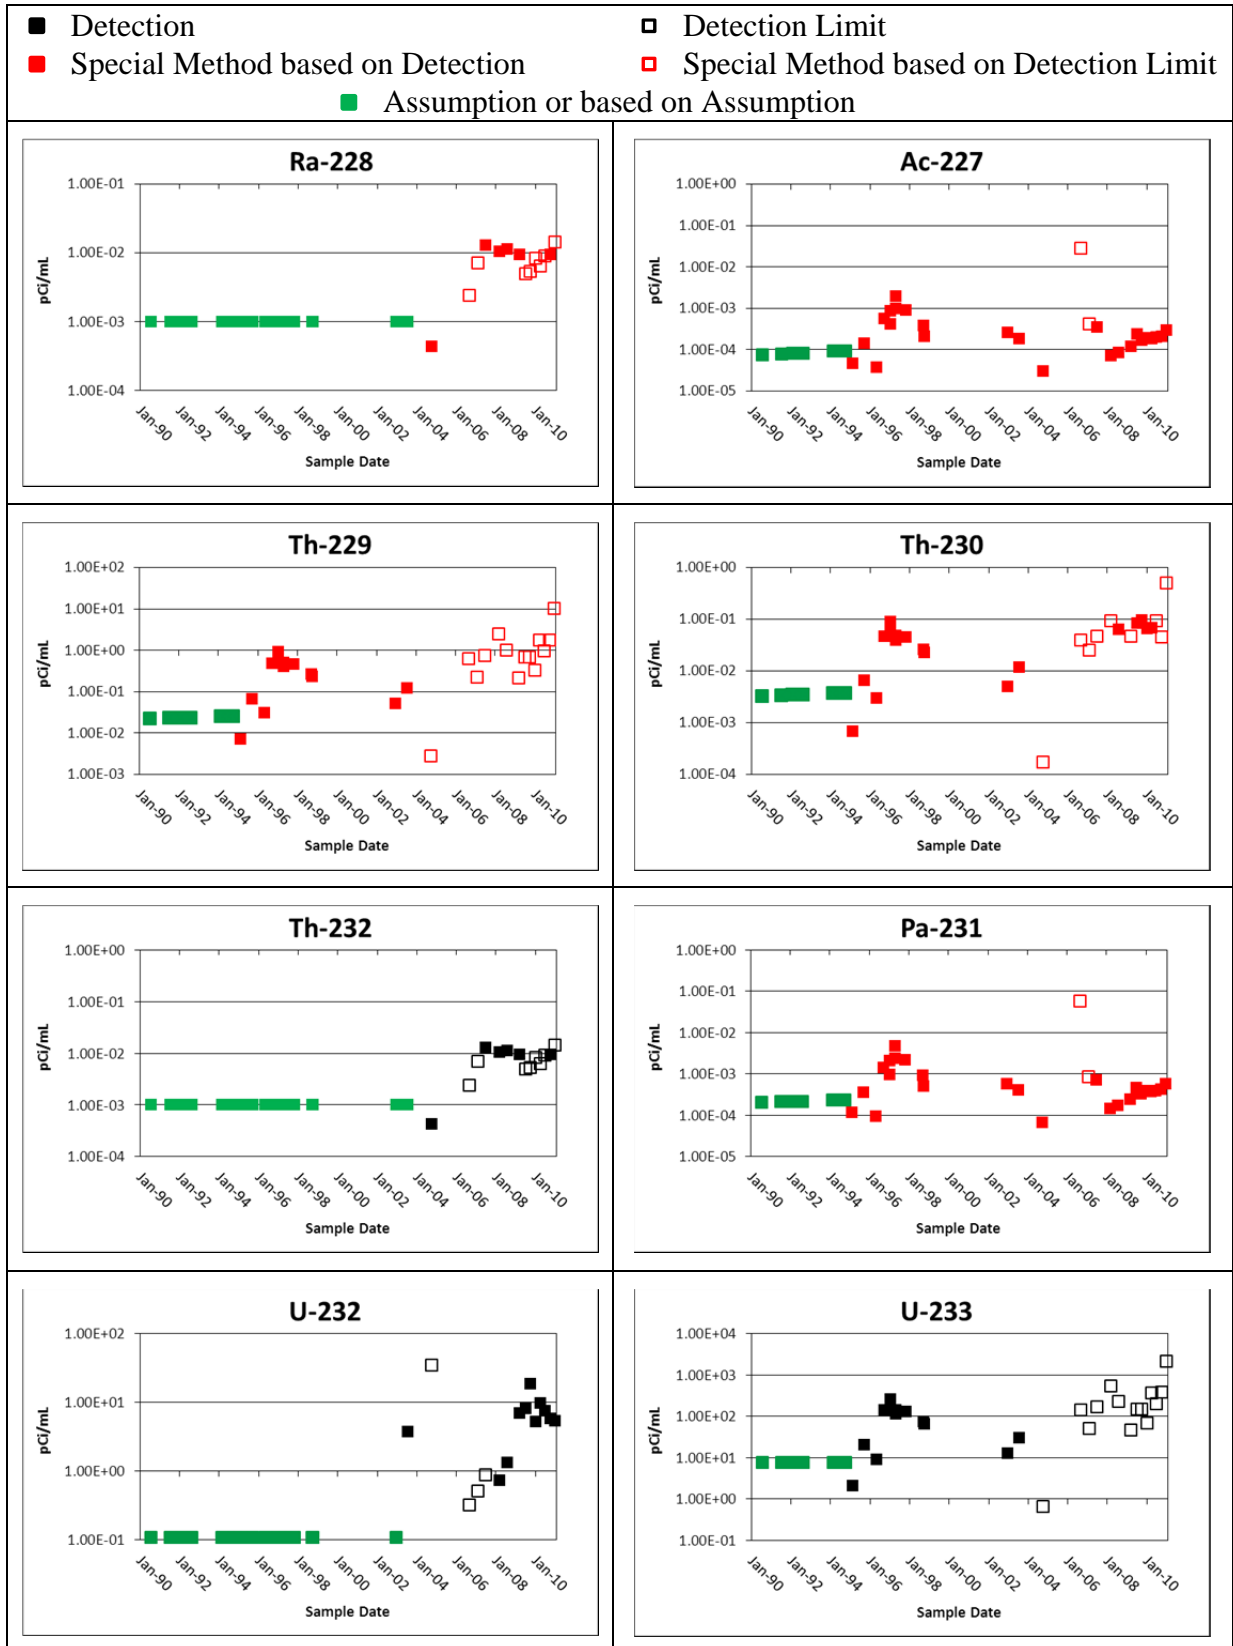 Detection
Detection Limit
Special Method based on Detection
Special Method based on Detection Limit
Assumption or based on Assumption
Ra-228
1.00E-01
1.00E-02
1.00E-03
1.00E-04
pCi/mL
Jan-90 Jan-92 Jan-94 Jan-96 Jan-98 Jan-00 Jan-02 Jan-04 Jan-06 Jan-08 Jan-10
Sample Date
Ac-227
1.00E+00
1.00E-01
1.00E-02
1.00E-03
1.00E-04
1.00E-05
pCi/mL
Jan-90 Jan-92 Jan-94 Jan-96 Jan-98 Jan-00 Jan-02 Jan-04 Jan-06 Jan-08 Jan-10
Sample Date
Th-229
1.00E+02
1.00E+01
1.00E+00
1.00E-01
1.00E-02
1.00E-03
pCi/mL
Jan-90 Jan-92 Jan-94 Jan-96 Jan-98 Jan-00 Jan-02 Jan-04 Jan-06 Jan-08 Jan-10
Sample Date
Th-230
1.00E+00
1.00E-01
1.00E-02
1.00E-03
1.00E-04
pCi/mL
Jan-90 Jan-92 Jan-94 Jan-96 Jan-98 Jan-00 Jan-02 Jan-04 Jan-06 Jan-08 Jan-10
Sample Date
Th-232
1.00E+00
1.00E-01
1.00E-02
1.00E-03
1.00E-04
pCi/mL
Jan-90 Jan-92 Jan-94 Jan-96 Jan-98 Jan-00 Jan-02 Jan-04 Jan-06 Jan-08 Jan-10
Sample Date
Pa-231
1.00E+00
1.00E-01
1.00E-02
1.00E-03
1.00E-04
1.00E-05
pCi/mL
Jan-90 Jan-92 Jan-94 Jan-96 Jan-98 Jan-00 Jan-02 Jan-04 Jan-06 Jan-08 Jan-10
Sample Date
U-232
1.00E+02
1.00E+01
1.00E+00
1.00E-01
pCi/mL
Jan-90 Jan-92 Jan-94 Jan-96 Jan-98 Jan-00 Jan-02 Jan-04 Jan-06 Jan-08 Jan-10
Sample Date
U-233
1.00E+04
1.00E+03
1.00E+02
1.00E+01
1.00E+00
1.00E-01
pCi/mL
Jan-90 Jan-92 Jan-94 Jan-96 Jan-98 Jan-00 Jan-02 Jan-04 Jan-06 Jan-08 Jan-10
Sample Date